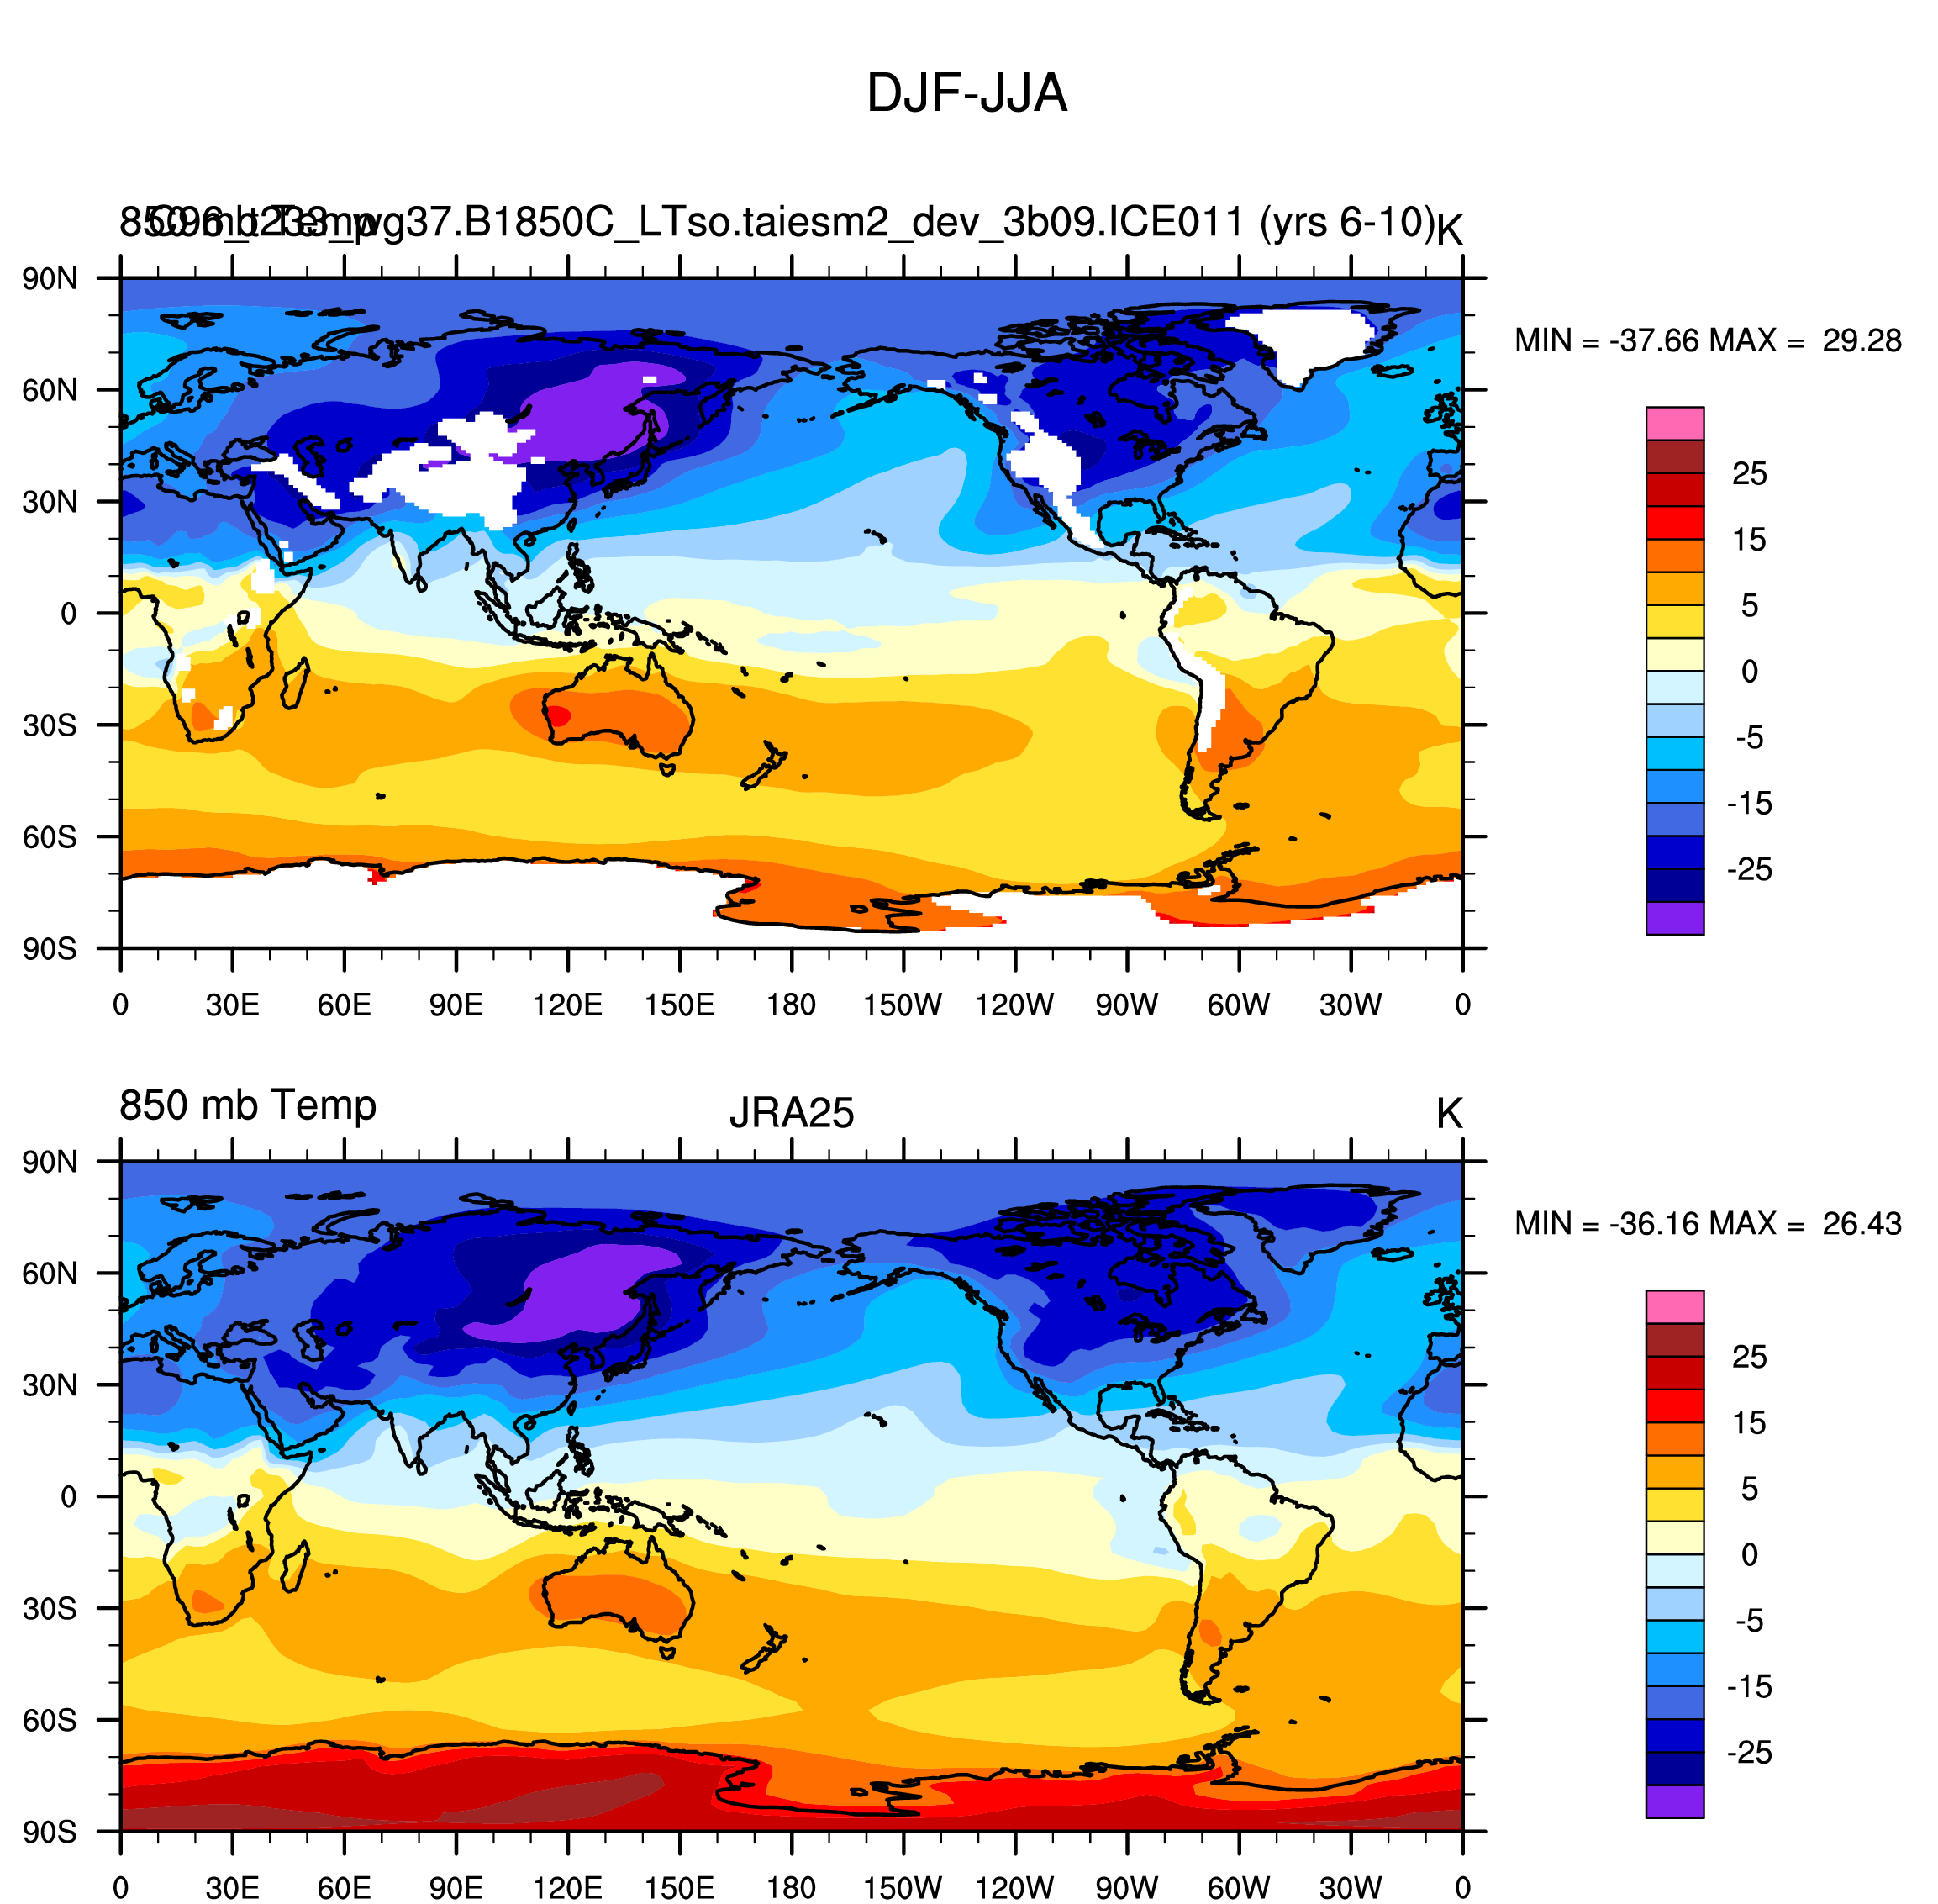 DJF-JJA
850 mb Temp
C096_t233_wg37.B1850C_LTso.taiesm2_dev_3b09.ICE011 (yrs 6-10)
K
90N
60N
30N
0
30S
60S
90S
0 30E 60E 90E 120E 150E 180 150W 120W 90W 60W 30W 0
MIN = -37.66 MAX = 29.28
25
15
5
0
-5
-15
-25
850 mb Temp
JRA25
K
90N
60N
30N
0
30S
60S
90S
0 30E 60E 90E 120E 150E 180 150W 120W 90W 60W 30W 0
MIN = -36.16 MAX = 26.43
25
15
5
0
-5
-15
-25